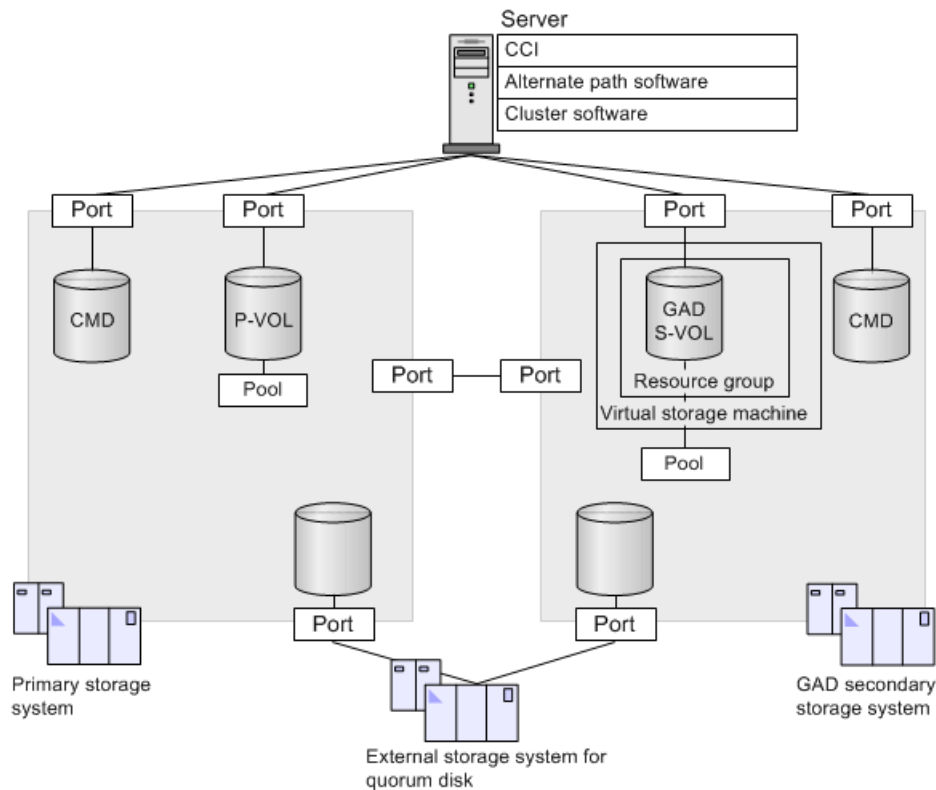 Server
CCI
Alternate path software
Cluster software
Port
Port
Port
Port
CMD
P-VOL
GAD
S-VOL
CMD
Port
Port
Pool
Resource group
Virtual storage machine
Pool
Port
Port
Primary storage
system
GAD secondary
storage system
External storage system for
quorum disk